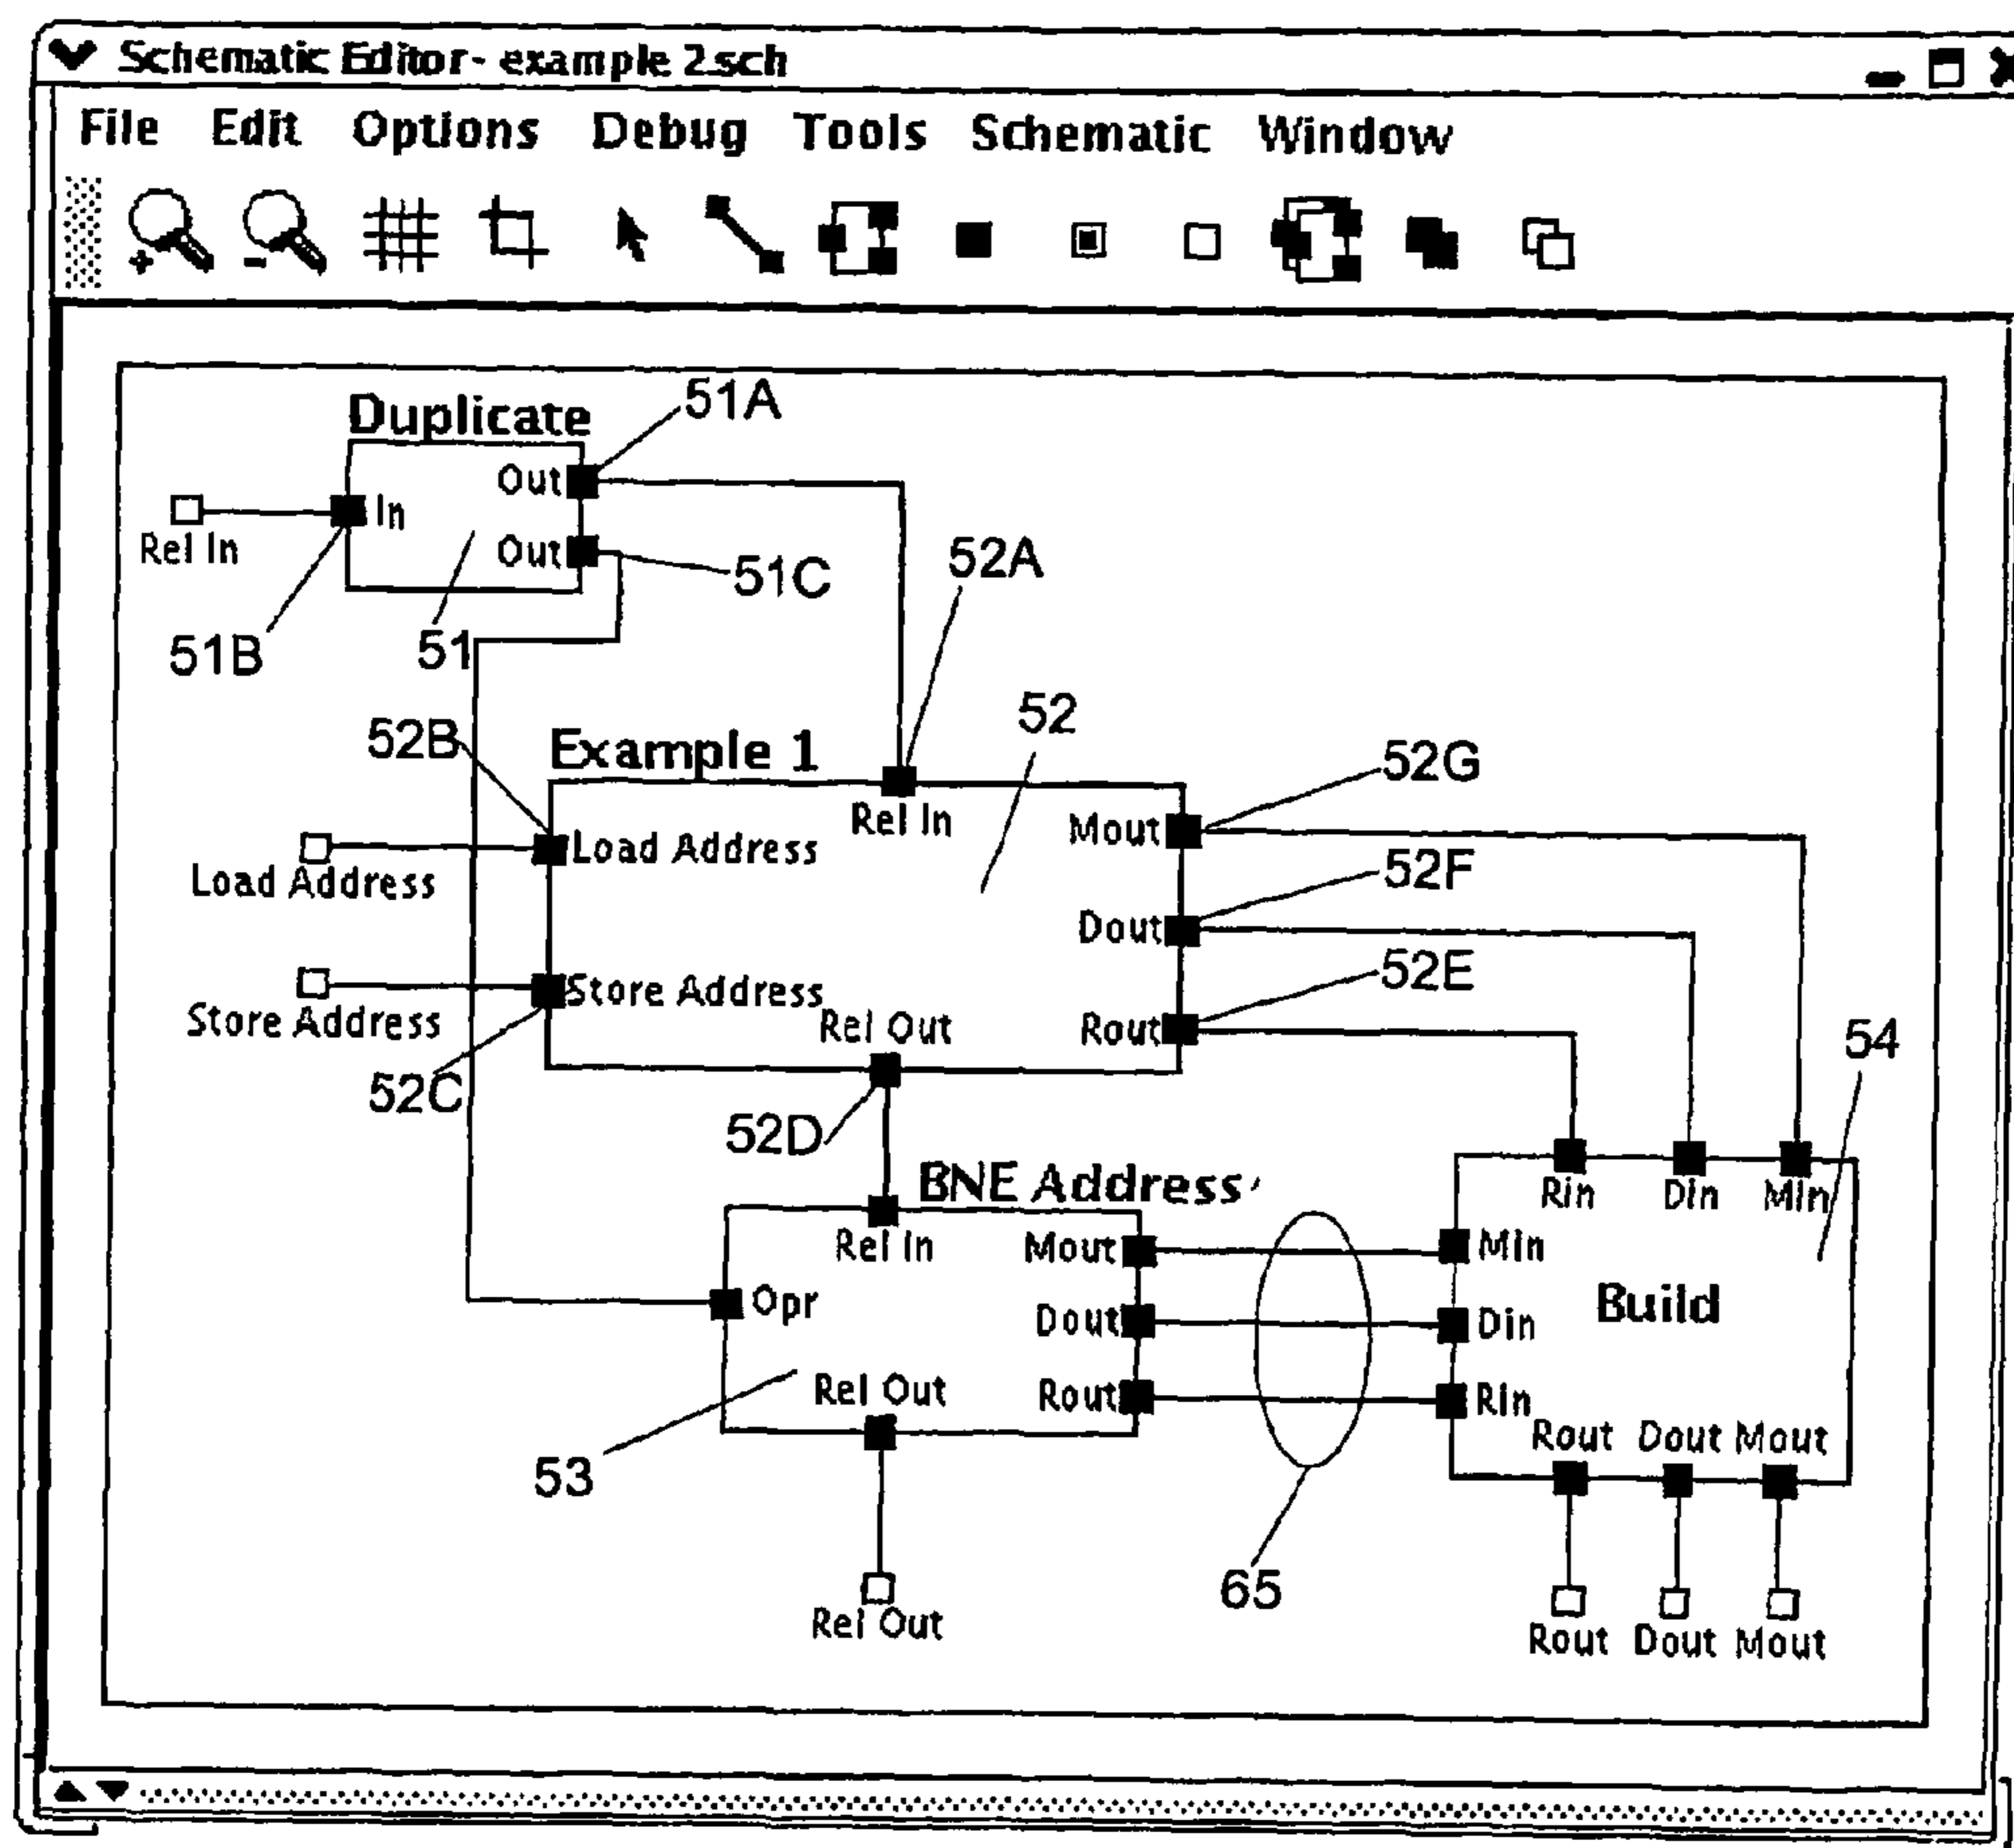 Schematic Editor- example 2.sch
File Edit Options Debug Tools Schematic Window
Duplicate
51A
Out
In
Rel In
Out
51C
52A
51B
51
52
52B
Example 1
52G
Rel In
Mout
Load Address
Load Address
52F
Dout
52E
Store Address
Store Address
Rel Out
Rout
54
52C
52D
BNE Address
Rin Din Min
Rel In
Mout
Min
Opr
Build
Dout
Din
Rel Out
Rout
Rin
Rout Dout Mout
53
65
Rel Out
Rout Dout Mout